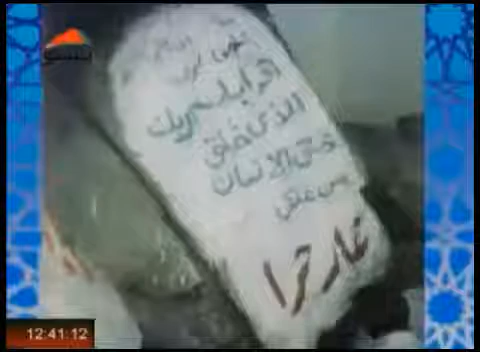 اقرا باسم ربك
الذي خلق
خلق الانسان
من علق
غار حرا
12:41:12